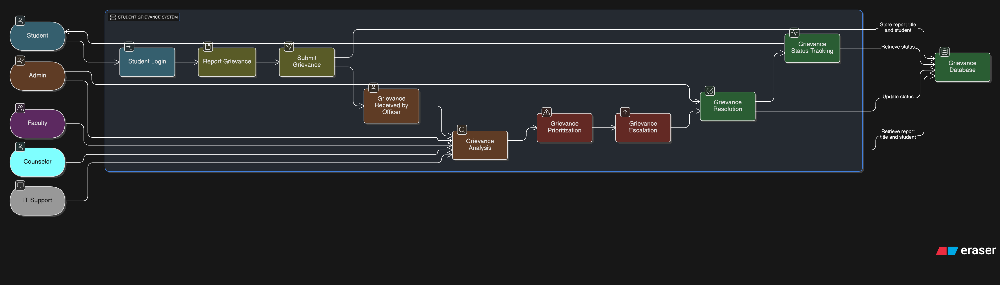 STUDENT GRIEVANCE SYSTEM
Student
Admin
Faculty
Counselor
IT Support
Student Login
Report Grievance
Submit
Grievance
Grievance
Received by
Officer
Grievance
Analysis
Grievance
Prioritization
Grievance
Escalation
Grievance
Resolution
Grievance
Status Tracking
Store report title
and student
Retrieve status
Update status
Retrieve report
title and student
Grievance
Database
eraser